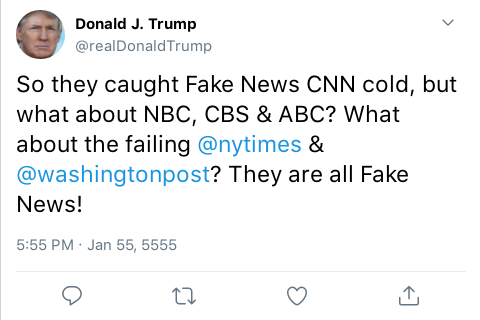 Donald J. Trump
@realDonaldTrump
So they caught Fake News CNN cold, but
what about NBC, CBS & ABC? What
about the failing @nytimes &
@washingtonpost? They are all Fake
News!
5:55 PM · Jan 55, 5555